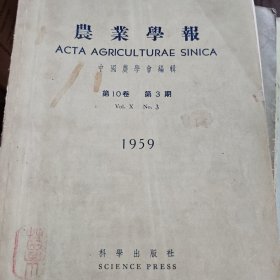 農業學報
ACTA AGRICULTURAE SINICA
中國農學會編輯
第10卷 第3期
Vol. X No. 3
1959
科學出版社
SCIENCE PRESS